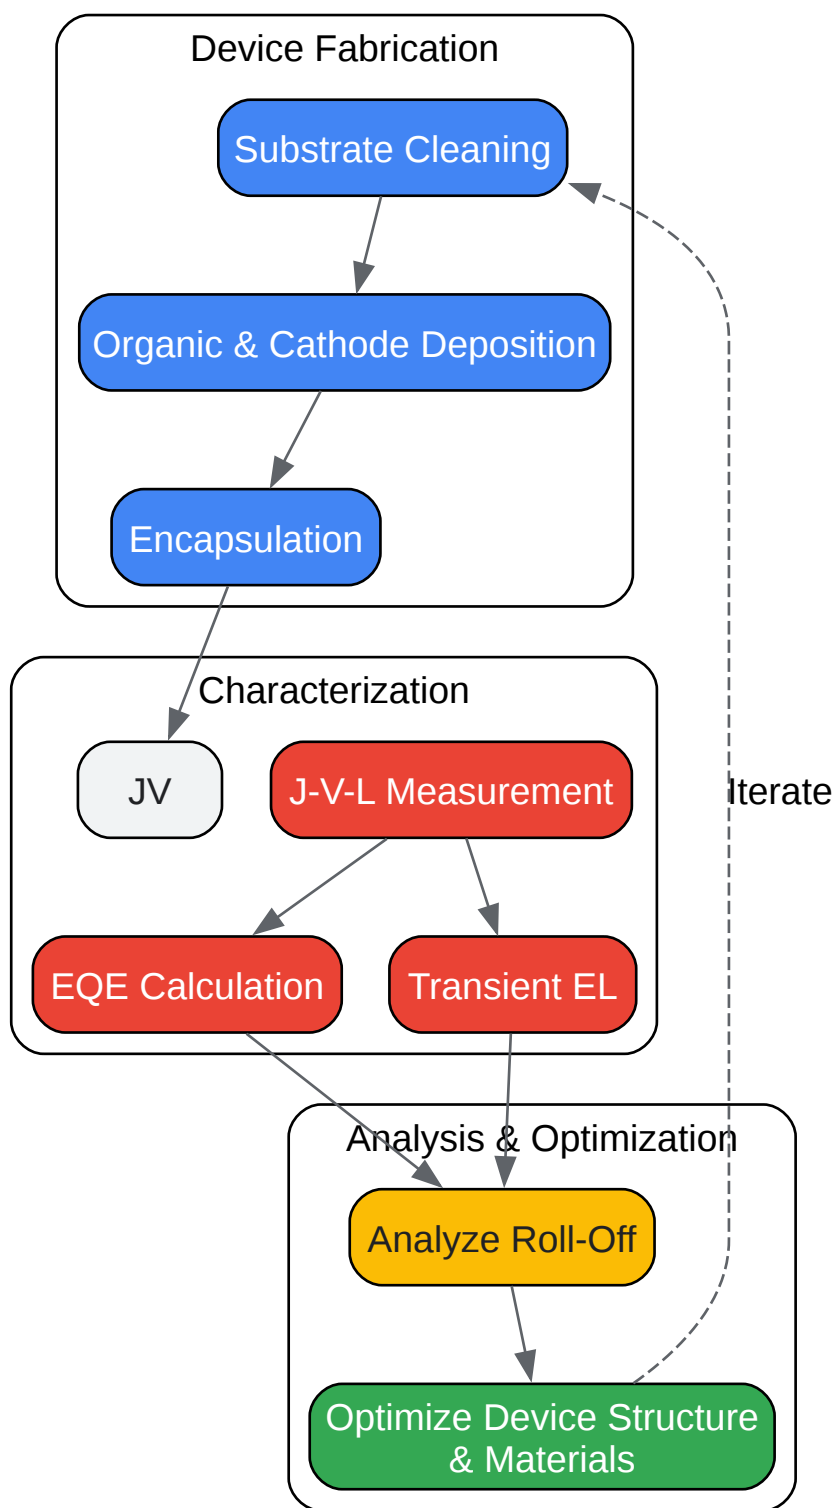 Device Fabrication
Substrate Cleaning
Organic & Cathode Deposition
Encapsulation
Characterization
JV
J-V-L Measurement
Iterate
EQE Calculation
Transient EL
Analysis & Optimization
Analyze Roll-Off
Optimize Device Structure
& Materials